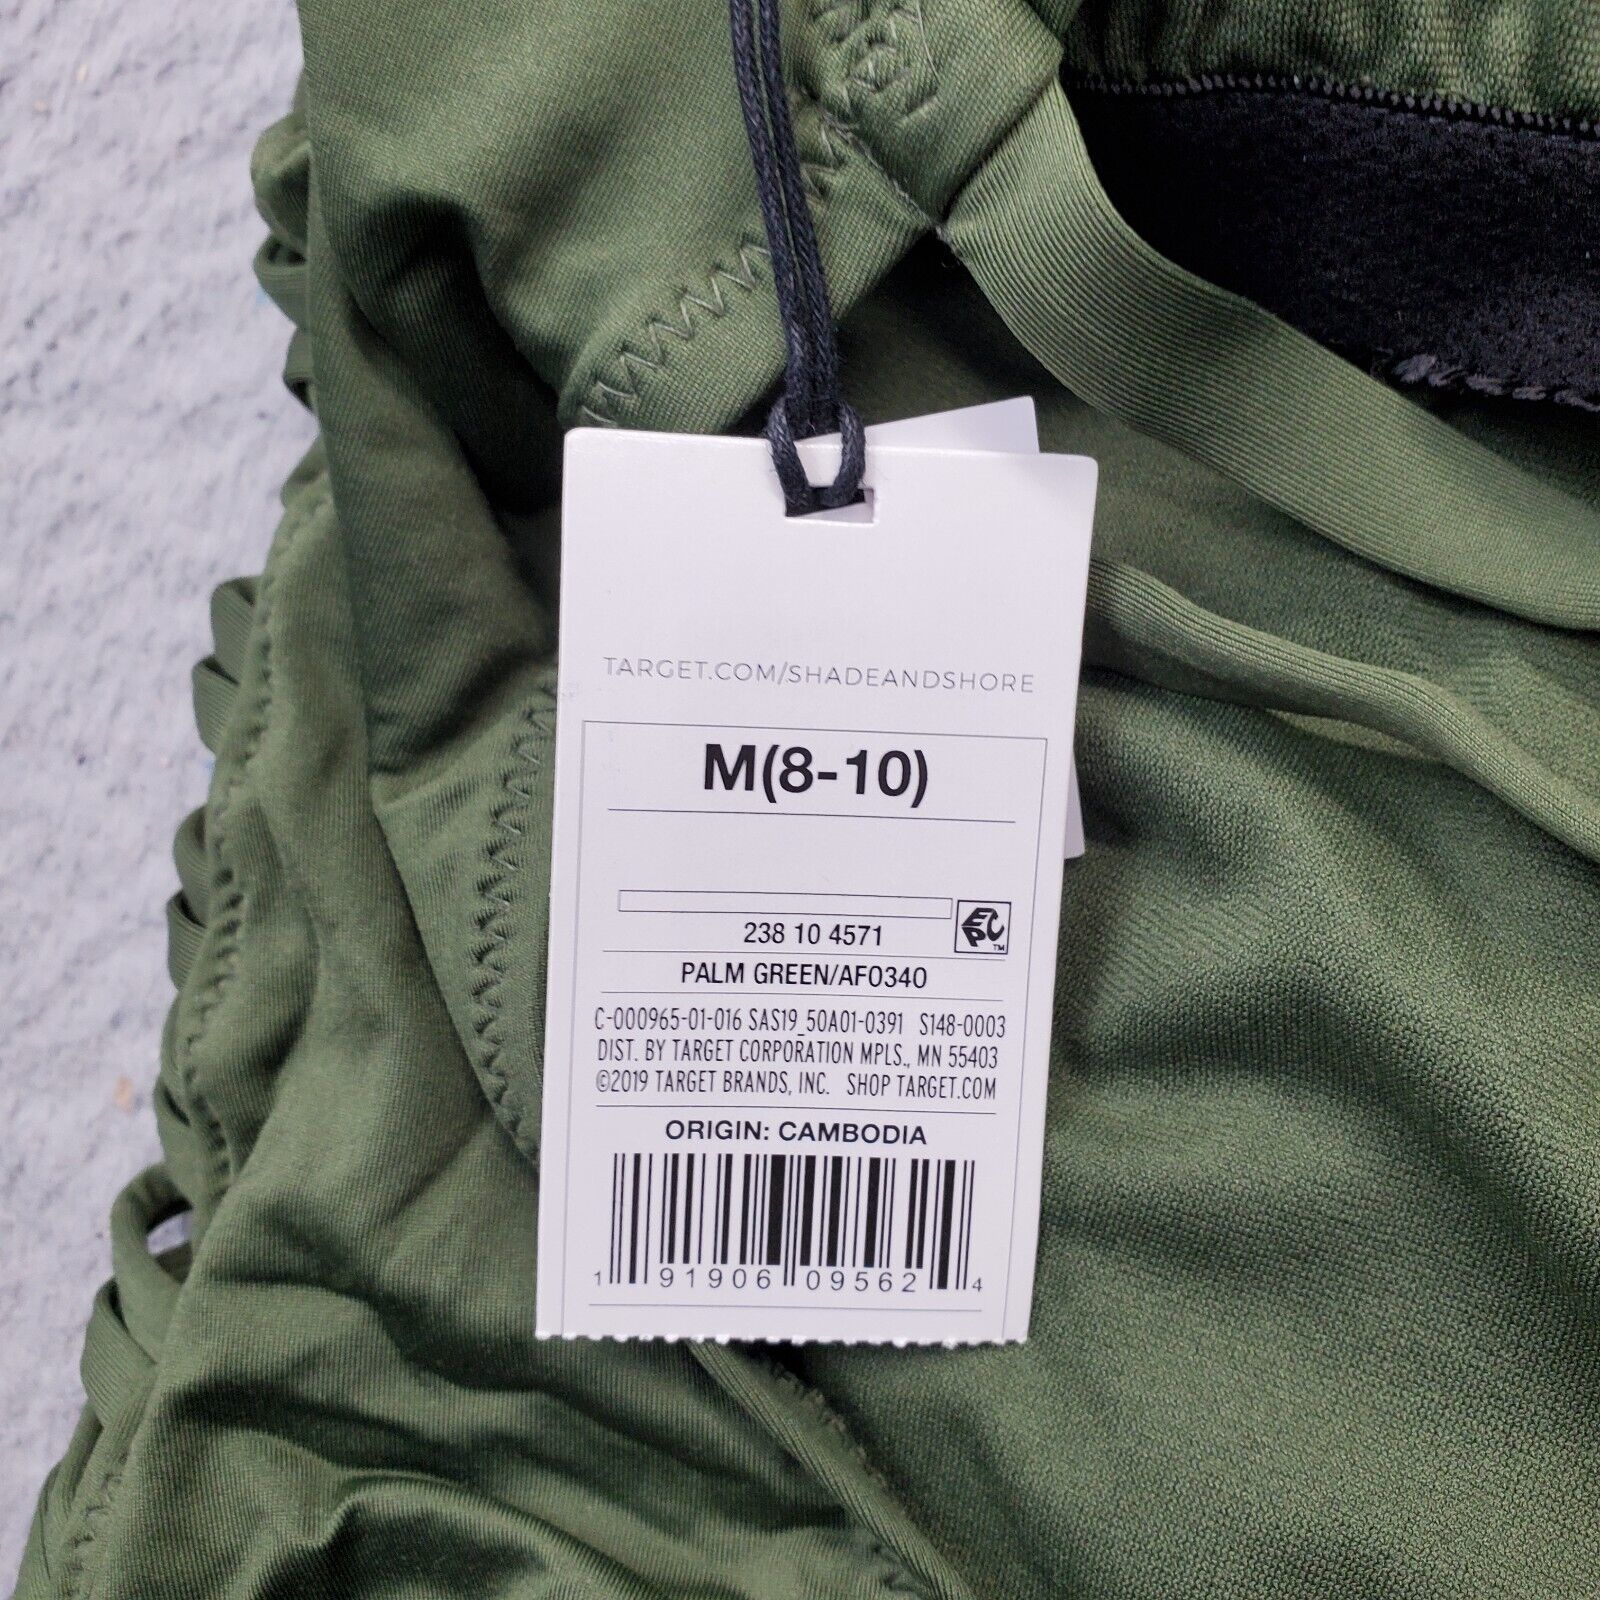 TARGET.COM/SHADEANDSHORE
M(8-10)
238 10 4571
EPC™
PALM GREEN/AF0340
C-000965-01-016 SAS19_50A01-0391 S148-0003
DIST. BY TARGET CORPORATION MPLS., MN 55403
©2019 TARGET BRANDS, INC. SHOP TARGET.COM
ORIGIN: CAMBODIA
1 91906 09562 4